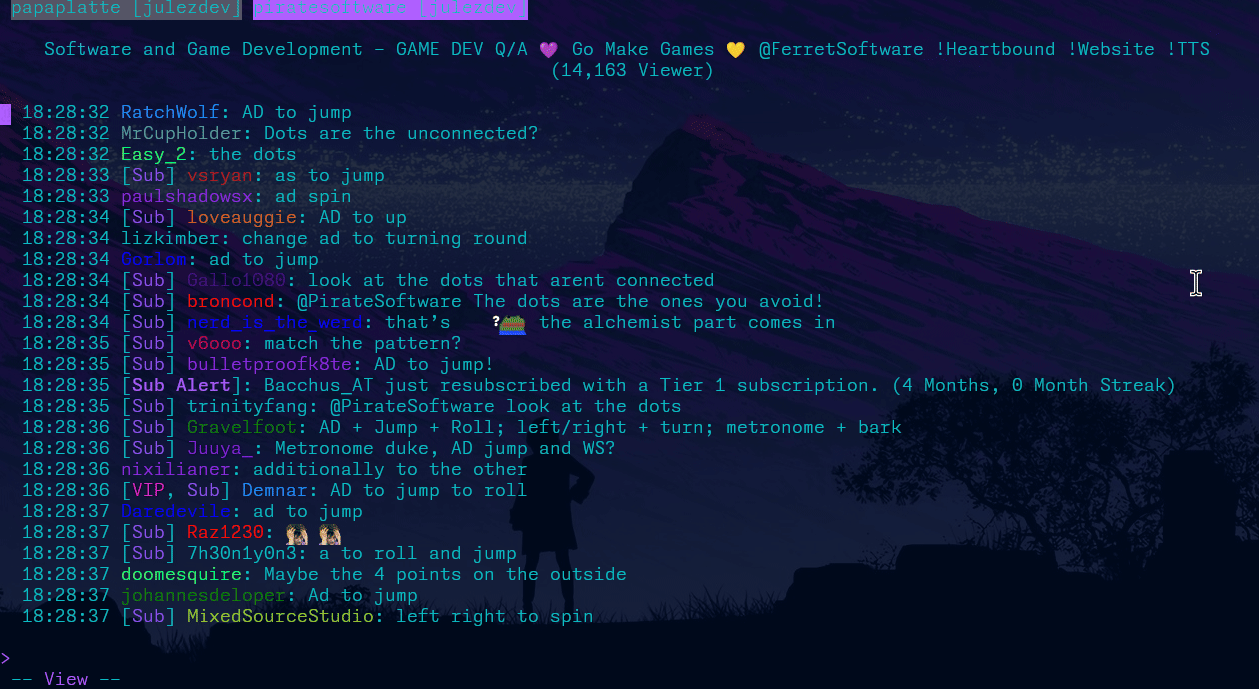 papaplatte [julezdev] piratesoftware [julezdev]
Software and Game Development - GAME DEV Q/A 💜 Go Make Games 💛 @FerretSoftware !Heartbound !Website !TTS
(14,163 Viewer)
18:28:32 RatchWolf: AD to jump
18:28:32 MrCupHolder: Dots are the unconnected?
18:28:32 Easy_2: the dots
18:28:33 [Sub] vsryan: as to jump
18:28:33 paulshadowsx: ad spin
18:28:34 [Sub] loveauggie: AD to up
18:28:34 lizkimber: change ad to turning round
18:28:34 Gorlom: ad to jump
18:28:34 [Sub] Gallo1080: look at the dots that arent connected
18:28:34 [Sub] broncond: @PirateSoftware The dots are the ones you avoid!
18:28:34 [Sub] nerd_is_the_werd: that's ? the alchemist part comes in
18:28:35 [Sub] v6ooo: match the pattern?
18:28:35 [Sub] bulletproofk8te: AD to jump!
18:28:35 [Sub Alert]: Bacchus_AT just resubscribed with a Tier 1 subscription. (4 Months, 0 Month Streak)
18:28:35 [Sub] trinityfang: @PirateSoftware look at the dots
18:28:36 [Sub] Gravelfoot: AD + Jump + Roll; left/right + turn; metronome + bark
18:28:36 [Sub] Juuya_: Metronome duke, AD jump and WS?
18:28:36 nixilianer: additionally to the other
18:28:36 [VIP, Sub] Demnar: AD to jump to roll
18:28:37 Daredevilc: ad to jump
18:28:37 [Sub] Raz1230:
18:28:37 [Sub] 7h30n1y0n3: a to roll and jump
18:28:37 doomesquire: Maybe the 4 points on the outside
18:28:37 johannesdeloper: Ad to jump
18:28:37 [Sub] MixedSourceStudio: left right to spin
>
-- View --